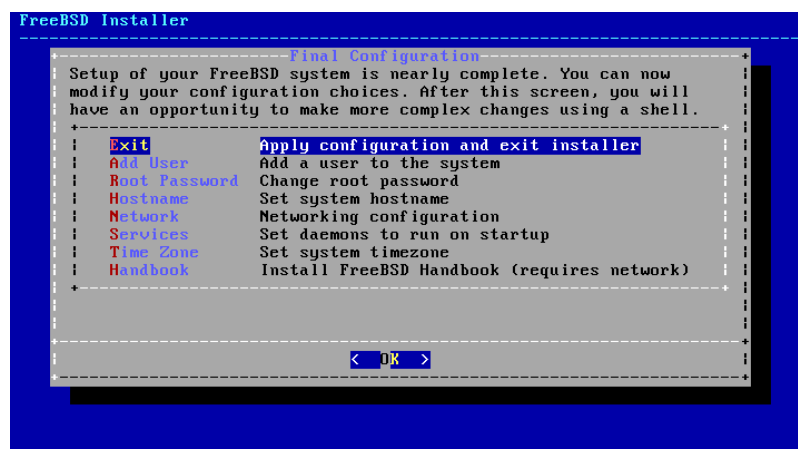 FreeBSD Installer
Final Configuration
Setup of your FreeBSD system is nearly complete. You can now
modify your configuration choices. After this screen, you will
have an opportunity to make more complex changes using a shell.
Exit Apply configuration and exit installer
Add User Add a user to the system
Root Password Change root password
Hostname Set system hostname
Network Networking configuration
Services Set daemons to run on startup
Time Zone Set system timezone
Handbook Install FreeBSD Handbook (requires network)
< OK >